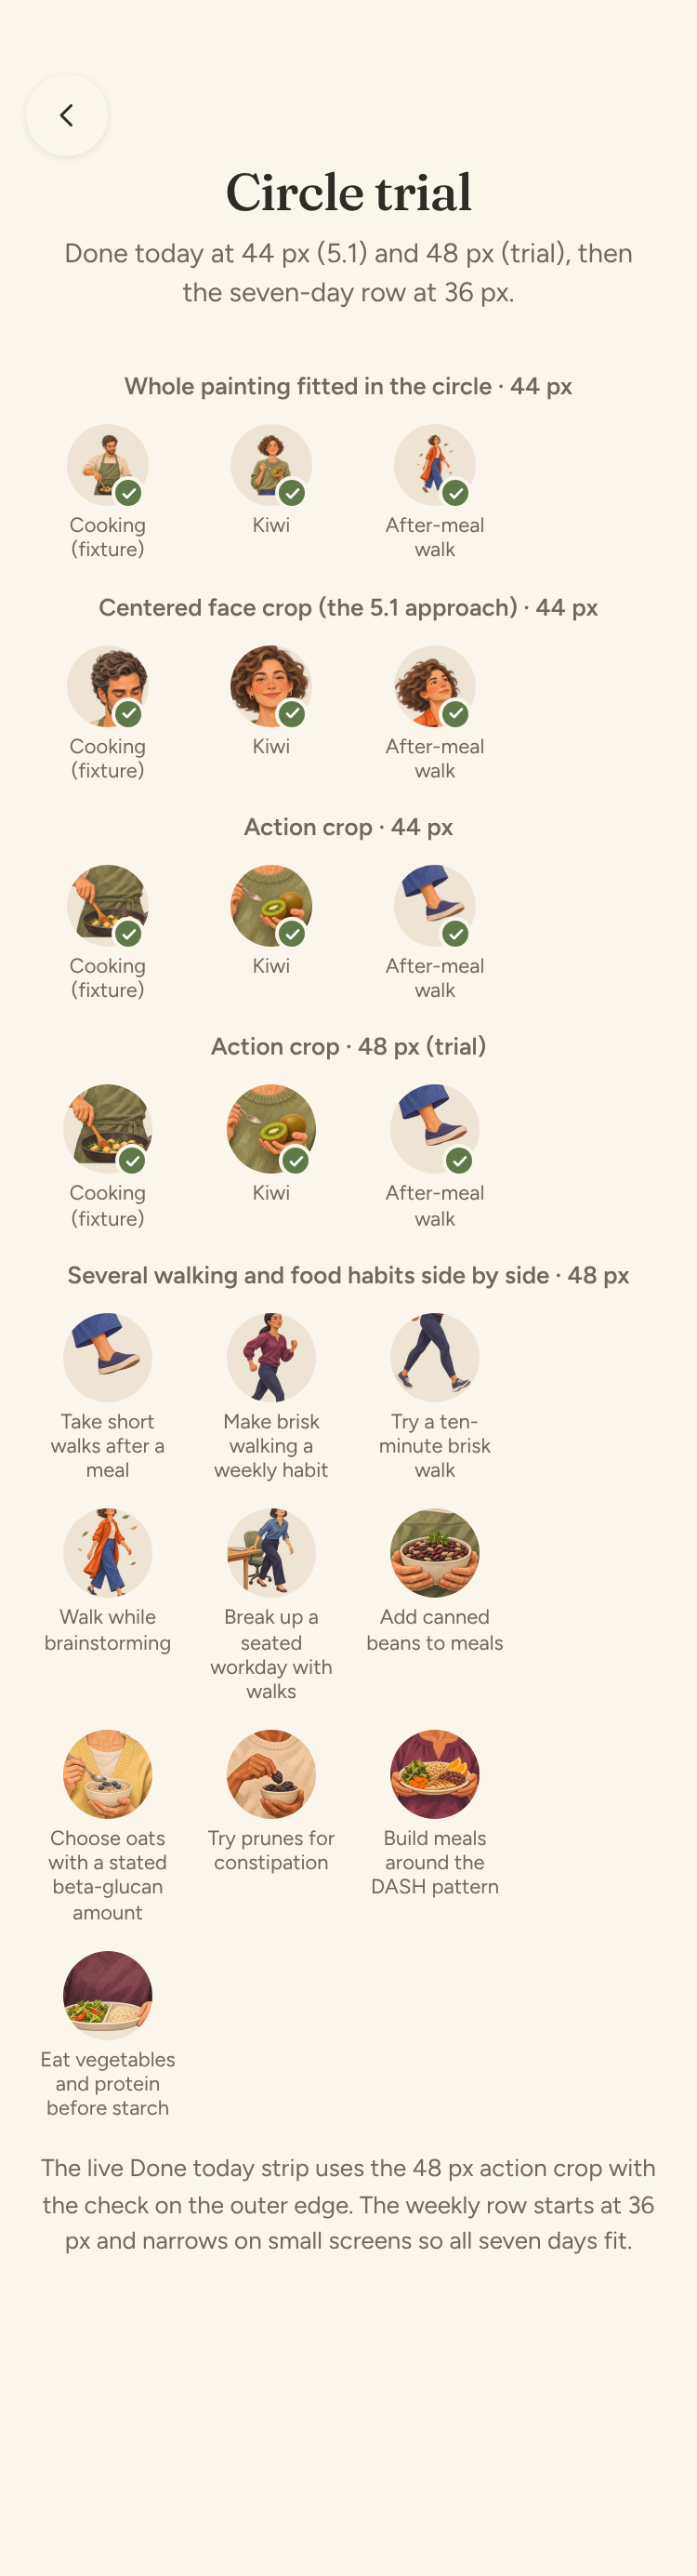 Circle trial
Done today at 44 px (5.1) and 48 px (trial), then
the seven-day row at 36 px.
Whole painting fitted in the circle · 44 px
Cooking
(fixture)
Kiwi
After-meal
walk
Centered face crop (the 5.1 approach) · 44 px
Cooking
(fixture)
Kiwi
After-meal
walk
Action crop · 44 px
Cooking
(fixture)
Kiwi
After-meal
walk
Action crop · 48 px (trial)
Cooking
(fixture)
Kiwi
After-meal
walk
Several walking and food habits side by side · 48 px
Take short
walks after a
meal
Make brisk
walking a
weekly habit
Try a ten-
minute brisk
walk
Walk while
brainstorming
Break up a
seated
workday with
walks
Add canned
beans to meals
Choose oats
with a stated
beta-glucan
amount
Try prunes for
constipation
Build meals
around the
DASH pattern
Eat vegetables
and protein
before starch
The live Done today strip uses the 48 px action crop with
the check on the outer edge. The weekly row starts at 36
px and narrows on small screens so all seven days fit.